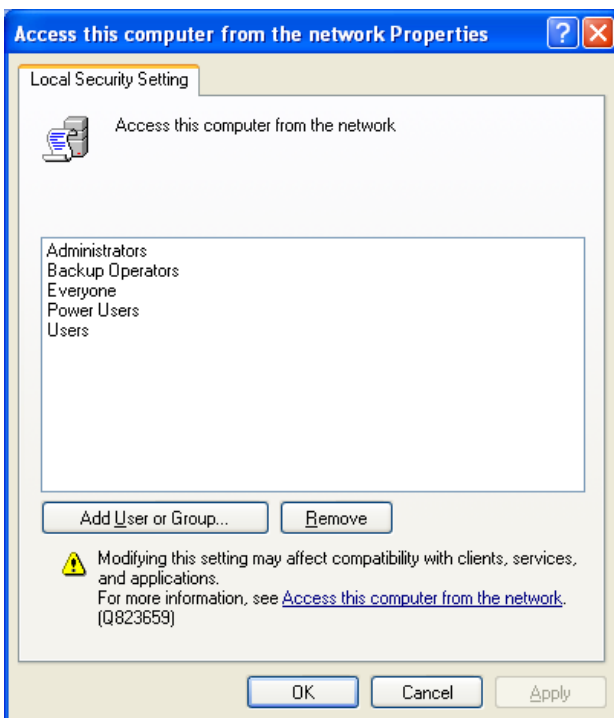 Access this computer from the network Properties
Local Security Setting
Access this computer from the network
Administrators
Backup Operators
Everyone
Power Users
Users
Add User or Group...
Remove
Modifying this setting may affect compatibility with clients, services,
and applications.
For more information, see Access this computer from the network.
(Q823659)
OK
Cancel
Apply